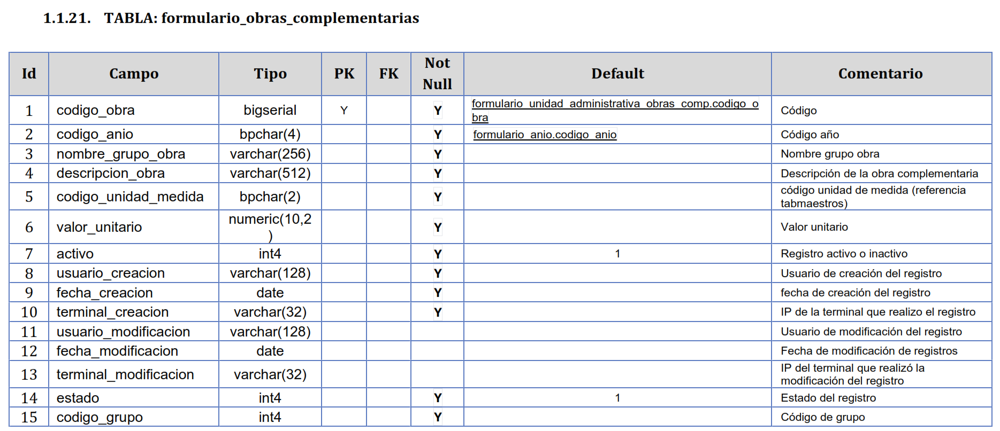 1.1.21. TABLA: formulario_obras_complementarias
Id Campo Tipo PK FK Not Null Default Comentario
1 codigo_obra bigserial Y Y formulario_unidad_administrativa_obras_comp.codigo_o
bra Código
2 codigo_anio bpchar(4) Y formulario_anio.codigo_anio Código año
3 nombre_grupo_obra varchar(256) Y Nombre grupo obra
4 descripcion_obra varchar(512) Y Descripción de la obra complementaria
5 codigo_unidad_medida bpchar(2) Y código unidad de medida (referencia
tabmaestros)
6 valor_unitario numeric(10,2
) Y Valor unitario
7 activo int4 Y 1 Registro activo o inactivo
8 usuario_creacion varchar(128) Y Usuario de creación del registro
9 fecha_creacion date Y fecha de creación del registro
10 terminal_creacion varchar(32) Y IP de la terminal que realizo el registro
11 usuario_modificacion varchar(128) Usuario de modificación del registro
12 fecha_modificacion date Fecha de modificación de registros
13 terminal_modificacion varchar(32) IP del terminal que realizó la
modificación del registro
14 estado int4 Y 1 Estado del registro
15 codigo_grupo int4 Y Código de grupo